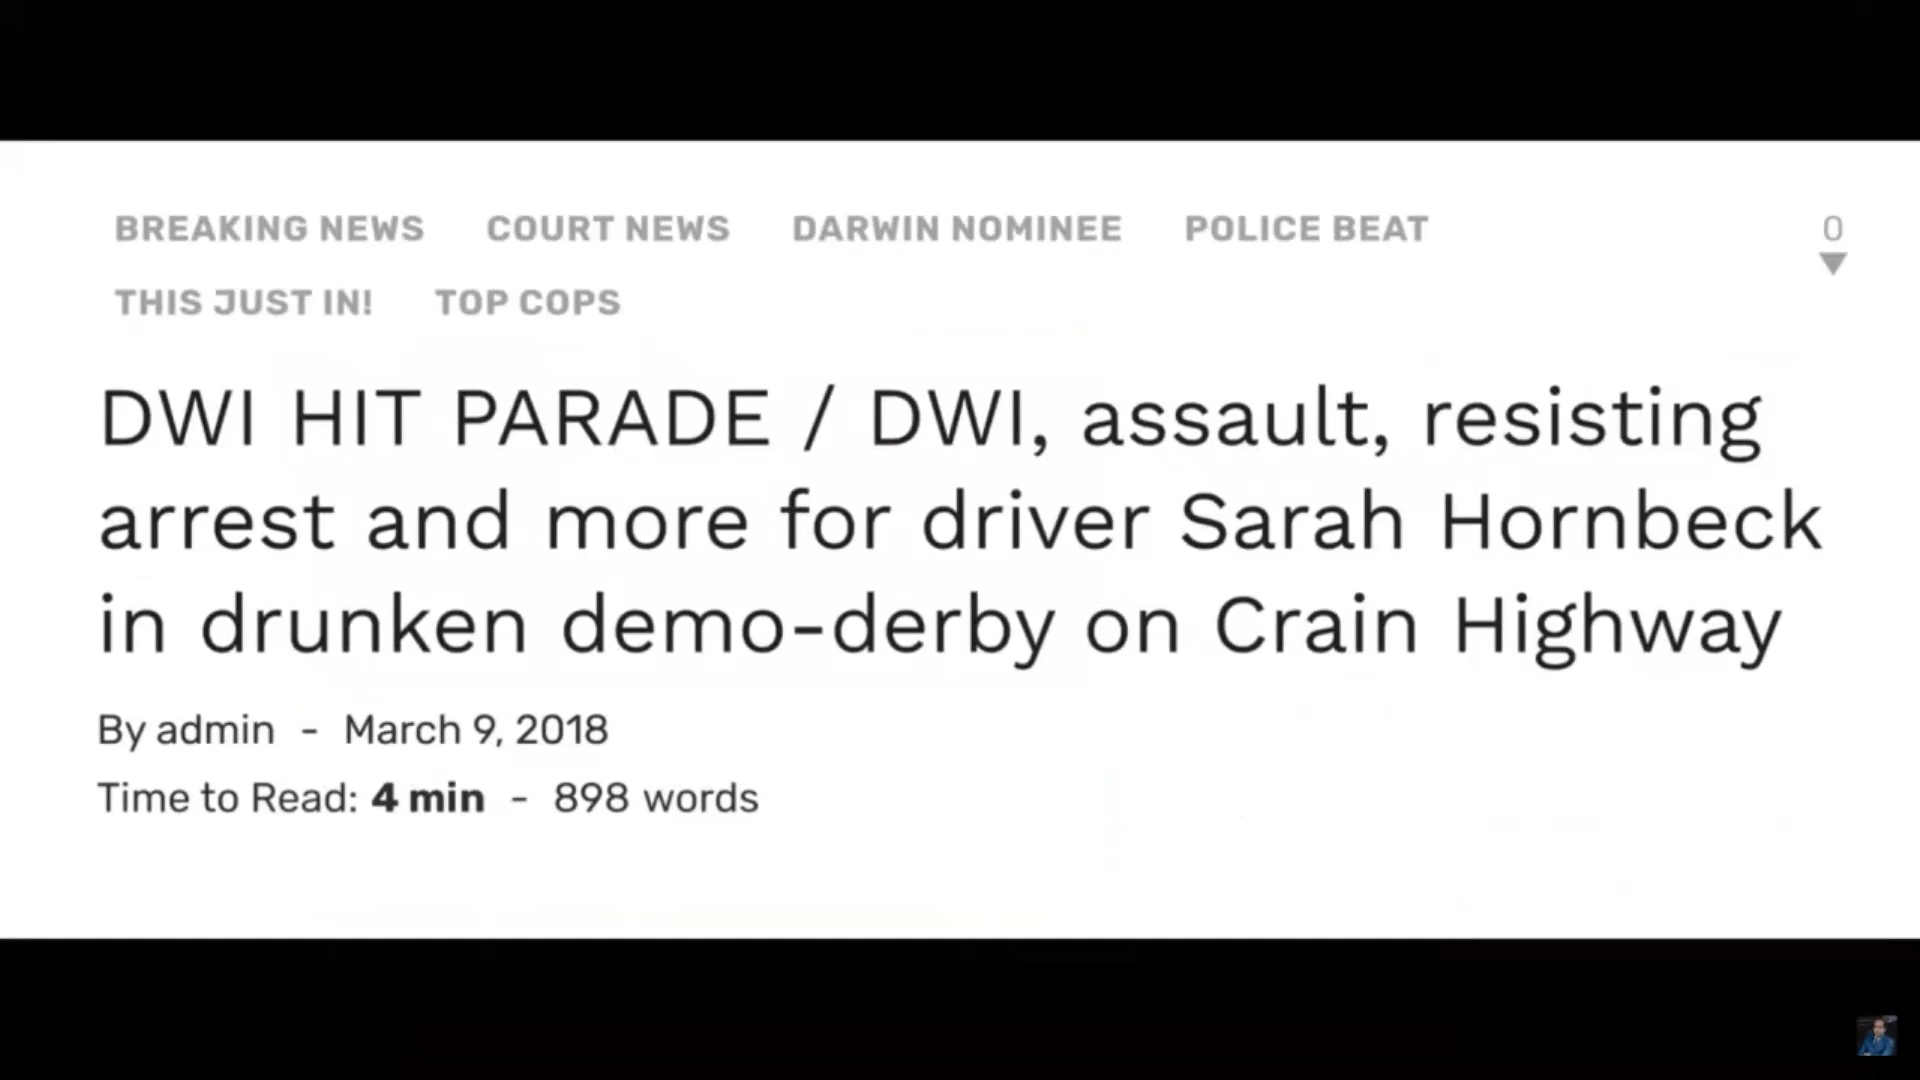 BREAKING NEWS COURT NEWS DARWIN NOMINEE POLICE BEAT 0
THIS JUST IN! TOP COPS
DWI HIT PARADE / DWI, assault, resisting
arrest and more for driver Sarah Hornbeck
in drunken demo-derby on Crain Highway
By admin - March 9, 2018
Time to Read: 4 min - 898 words